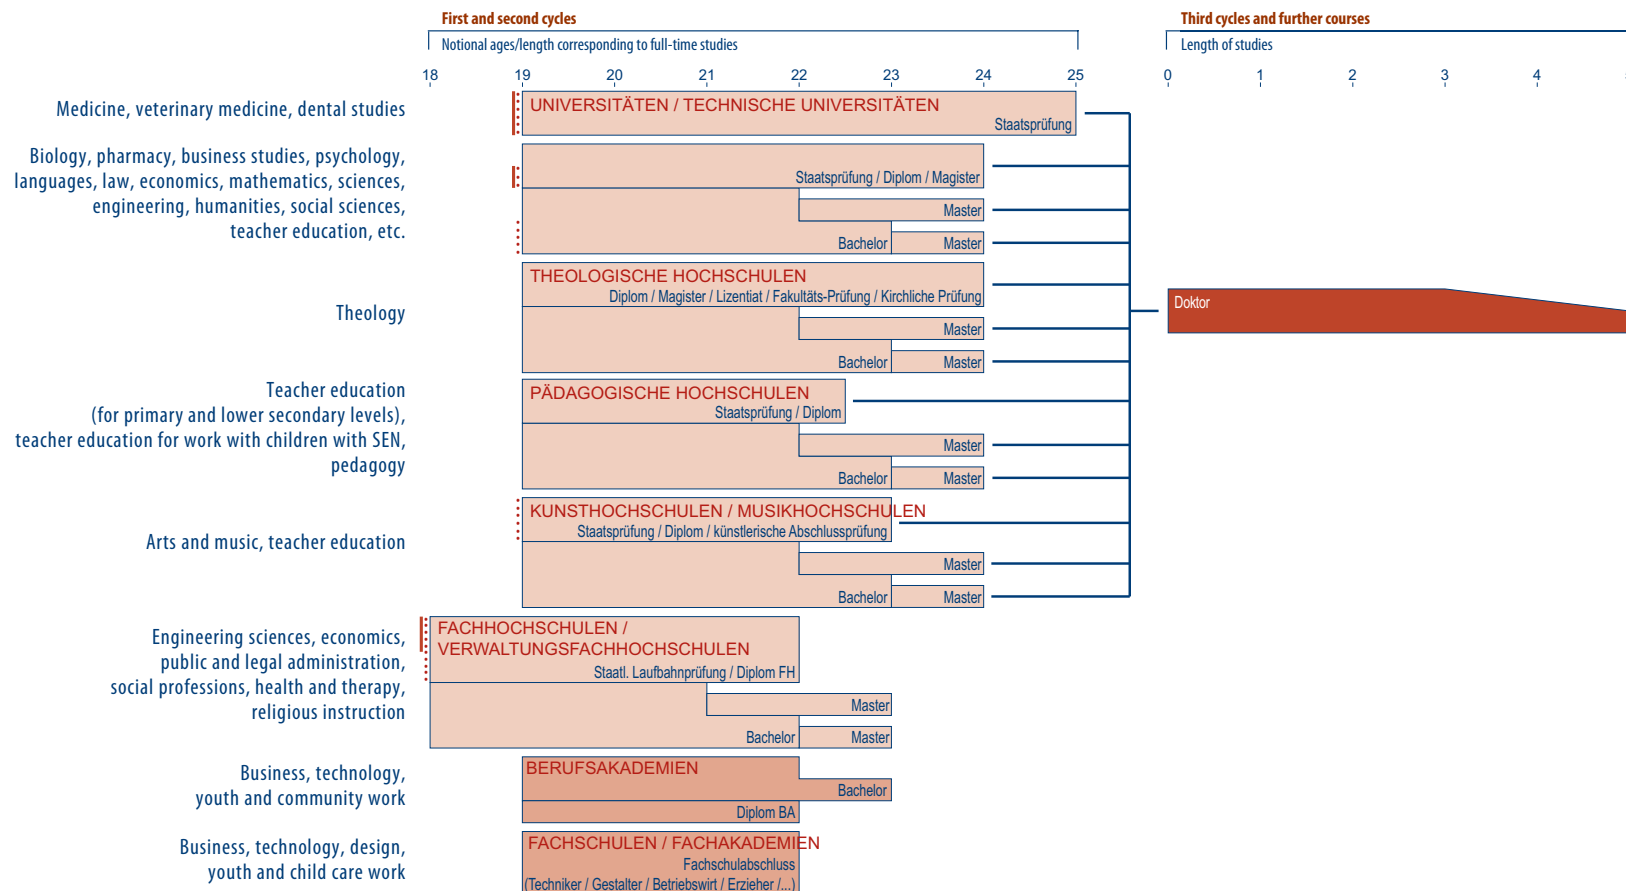 First and second cycles
Third cycles and further courses
Notional ages/length corresponding to full-time studies
Length of studies
18 19 20 21 22 23 24 25
0 1 2 3 4
Medicine, veterinary medicine, dental studies
UNIVERSITÄTEN / TECHNISCHE UNIVERSITÄTEN
Staatsprüfung
Biology, pharmacy, business studies, psychology,
languages, law, economics, mathematics, sciences,
engineering, humanities, social sciences,
teacher education, etc.
Staatsprüfung / Diplom / Magister
Master
Bachelor
Master
Theology
THEOLOGISCHE HOCHSCHULEN
Diplom / Magister / Lizentiat / Fakultäts-Prüfung / Kirchliche Prüfung
Master
Bachelor
Master
Doktor
Teacher education
(for primary and lower secondary levels),
teacher education for work with children with SEN,
pedagogy
PÄDAGOGISCHE HOCHSCHULEN
Staatsprüfung / Diplom
Master
Bachelor
Master
Arts and music, teacher education
KUNSTHOCHSCHULEN / MUSIKHOCHSCHULEN
Staatsprüfung / Diplom / künstlerische Abschlussprüfung
Master
Bachelor
Master
Engineering sciences, economics,
public and legal administration,
social professions, health and therapy,
religious instruction
FACHHOCHSCHULEN /
VERWALTUNGSFACHHOCHSCHULEN
Staatl. Laufbahnprüfung / Diplom FH
Master
Bachelor
Master
Business, technology,
youth and community work
BERUFSAKADEMIEN
Bachelor
Diplom BA
Business, technology, design,
youth and child care work
FACHSCHULEN / FACHAKADEMIEN
Fachschulabschluss
(Techniker / Gestalter / Betriebswirt / Erzieher /...)